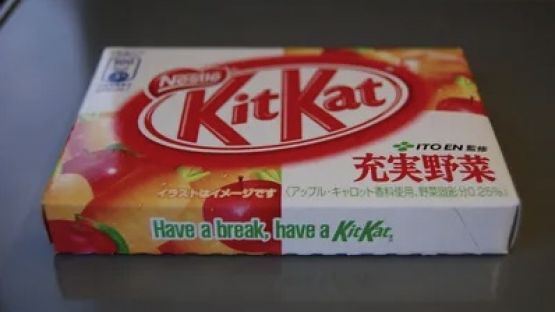 Nestlé
KitKat
100
ITOEN 監修
充実野菜
イラストはイメージです
〈アップル・キャロット香料使用、野菜固形分0.25%〉
Have a break, have a KitKat.